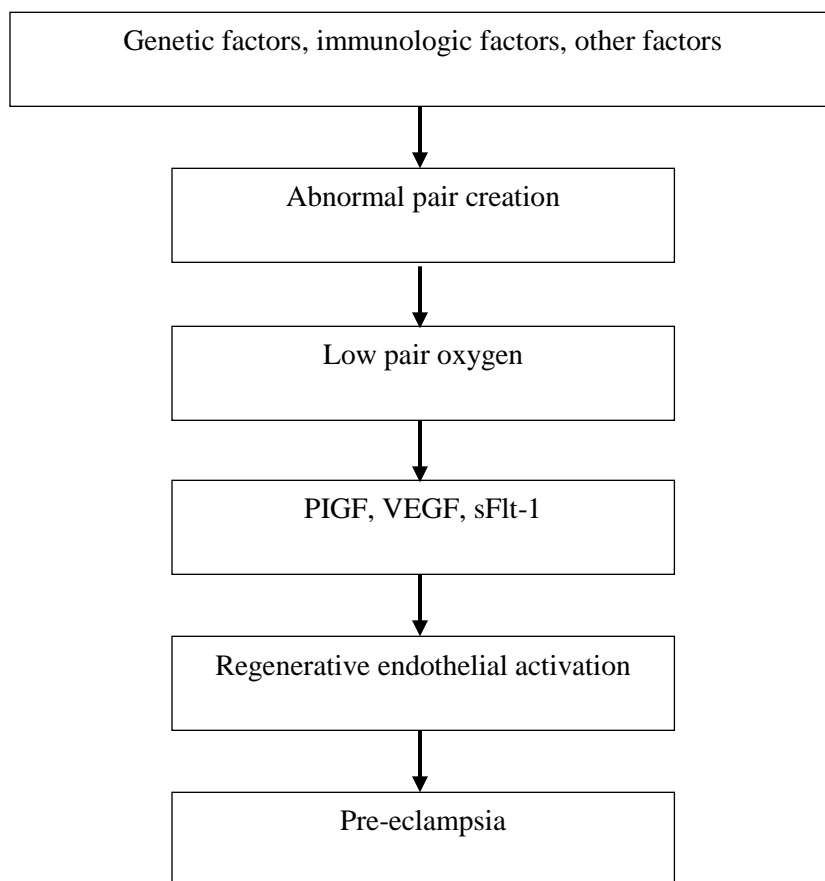 Genetic factors, immunologic factors, other factors
Abnormal pair creation
Low pair oxygen
PIGF, VEGF, sFlt-1
Regenerative endothelial activation
Pre-eclampsia